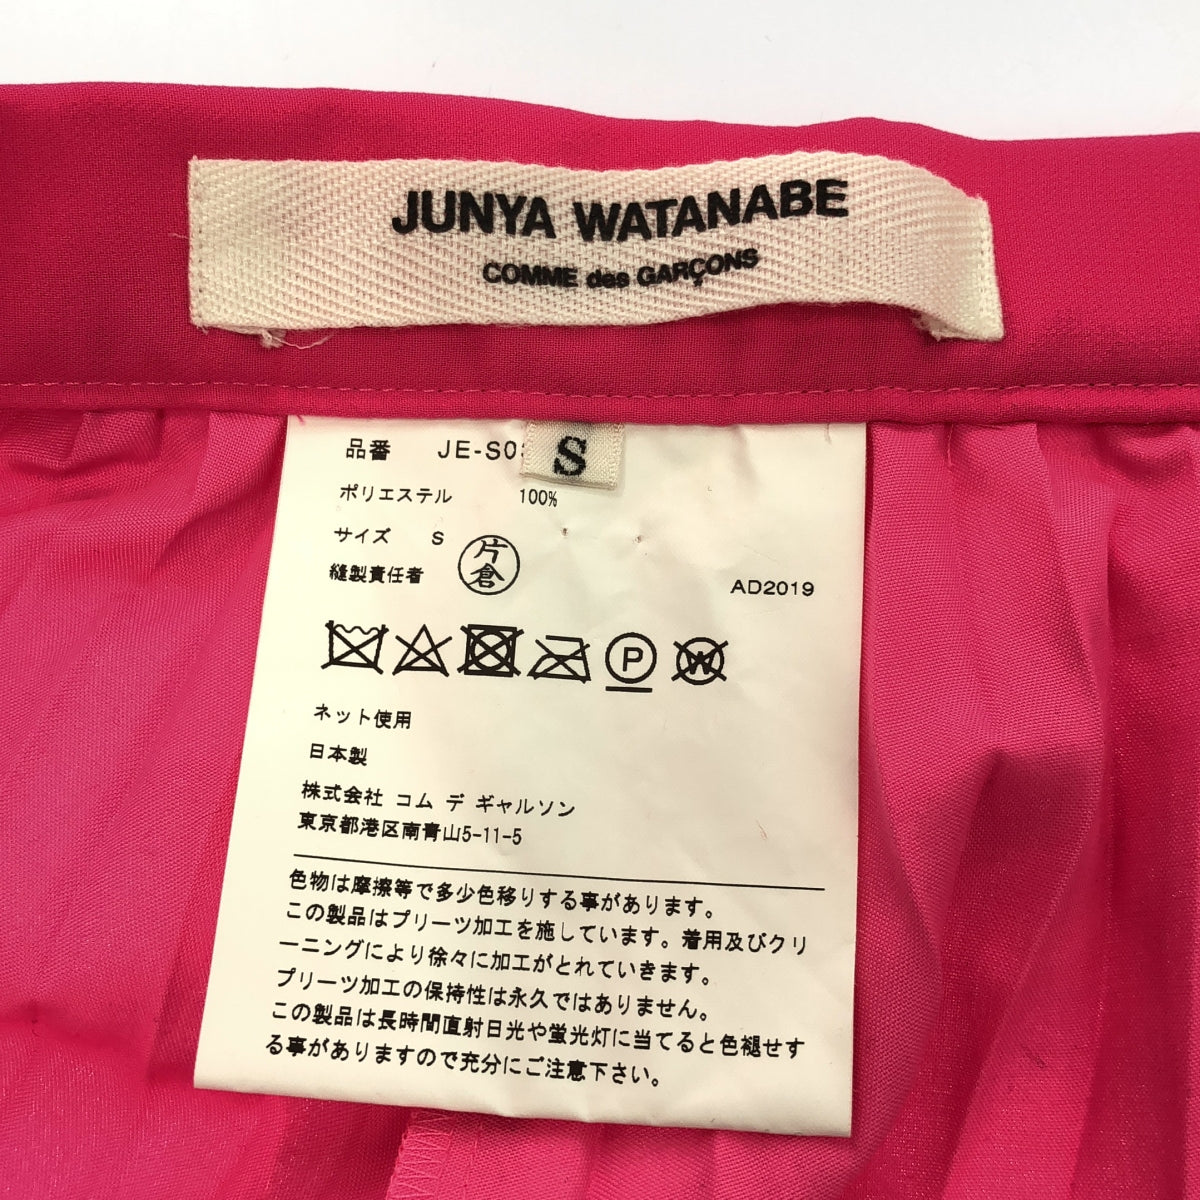 JUNYA WATANABE
COMME des GARÇONS
S
品番 JE-S0
ポリエステル 100%
サイズ S
縫製責任者 片倉
AD2019
P W
ネット使用
日本製
株式会社 コム デ ギャルソン
東京都港区南青山5-11-5
色物は摩擦等で多少色移りする事があります。
この製品はプリーツ加工を施しています。着用及びクリ
ーニングにより徐々に加工がとれていきます。
プリーツ加工の保持性は永久ではありません。
この製品は長時間直射日光や蛍光灯に当てると色褪せす
る事がありますので充分にご注意下さい。